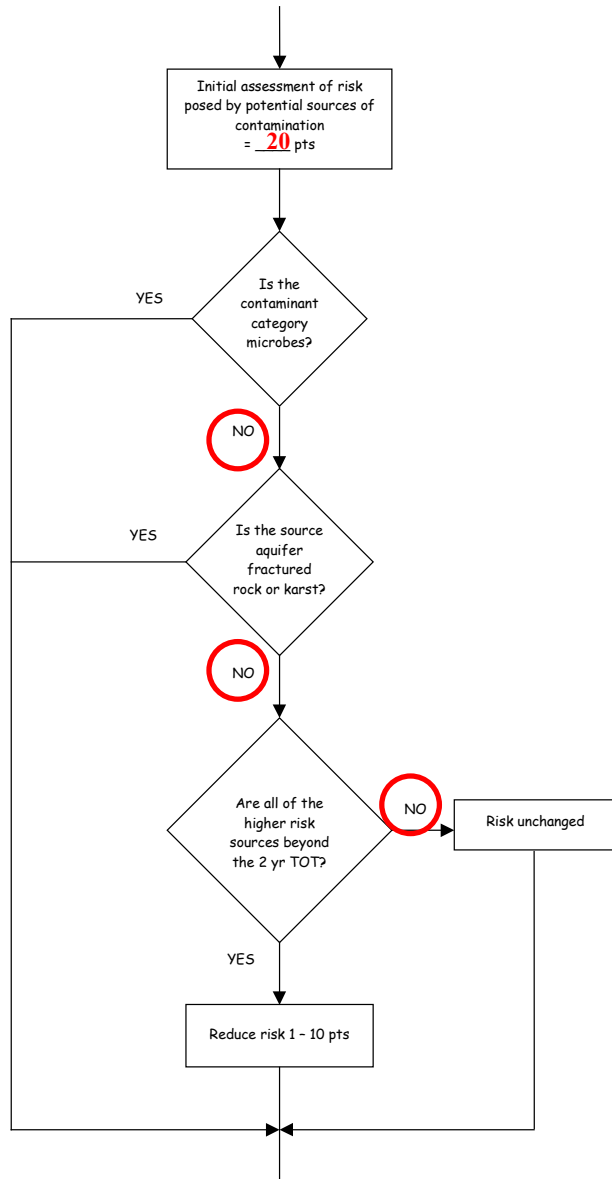 Initial assessment of risk
posed by potential sources of
contamination
= 20 pts
Is the
contaminant
category
microbes?
YES
NO
Is the source
aquifer
fractured
rock or karst?
YES
NO
Are all of the
higher risk
sources beyond
the 2 yr TOT?
NO
Risk unchanged
YES
Reduce risk 1 – 10 pts